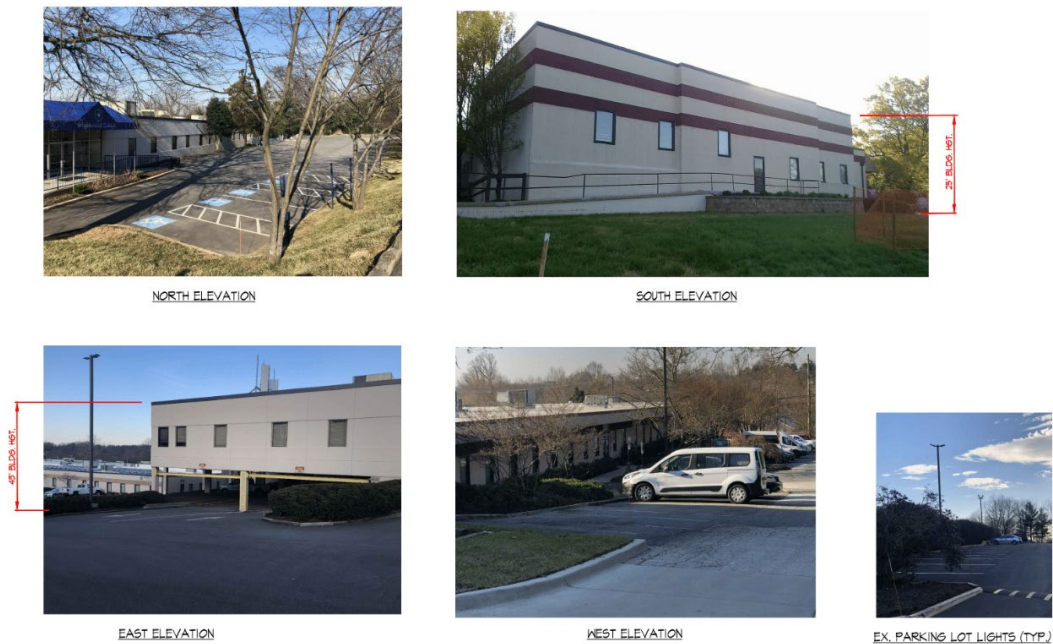 NORTH ELEVATION
25' BLDG. HGT.
SOUTH ELEVATION
45' BLDG. HGT.
EAST ELEVATION
WEST ELEVATION
EX. PARKING LOT LIGHTS (TYP.)